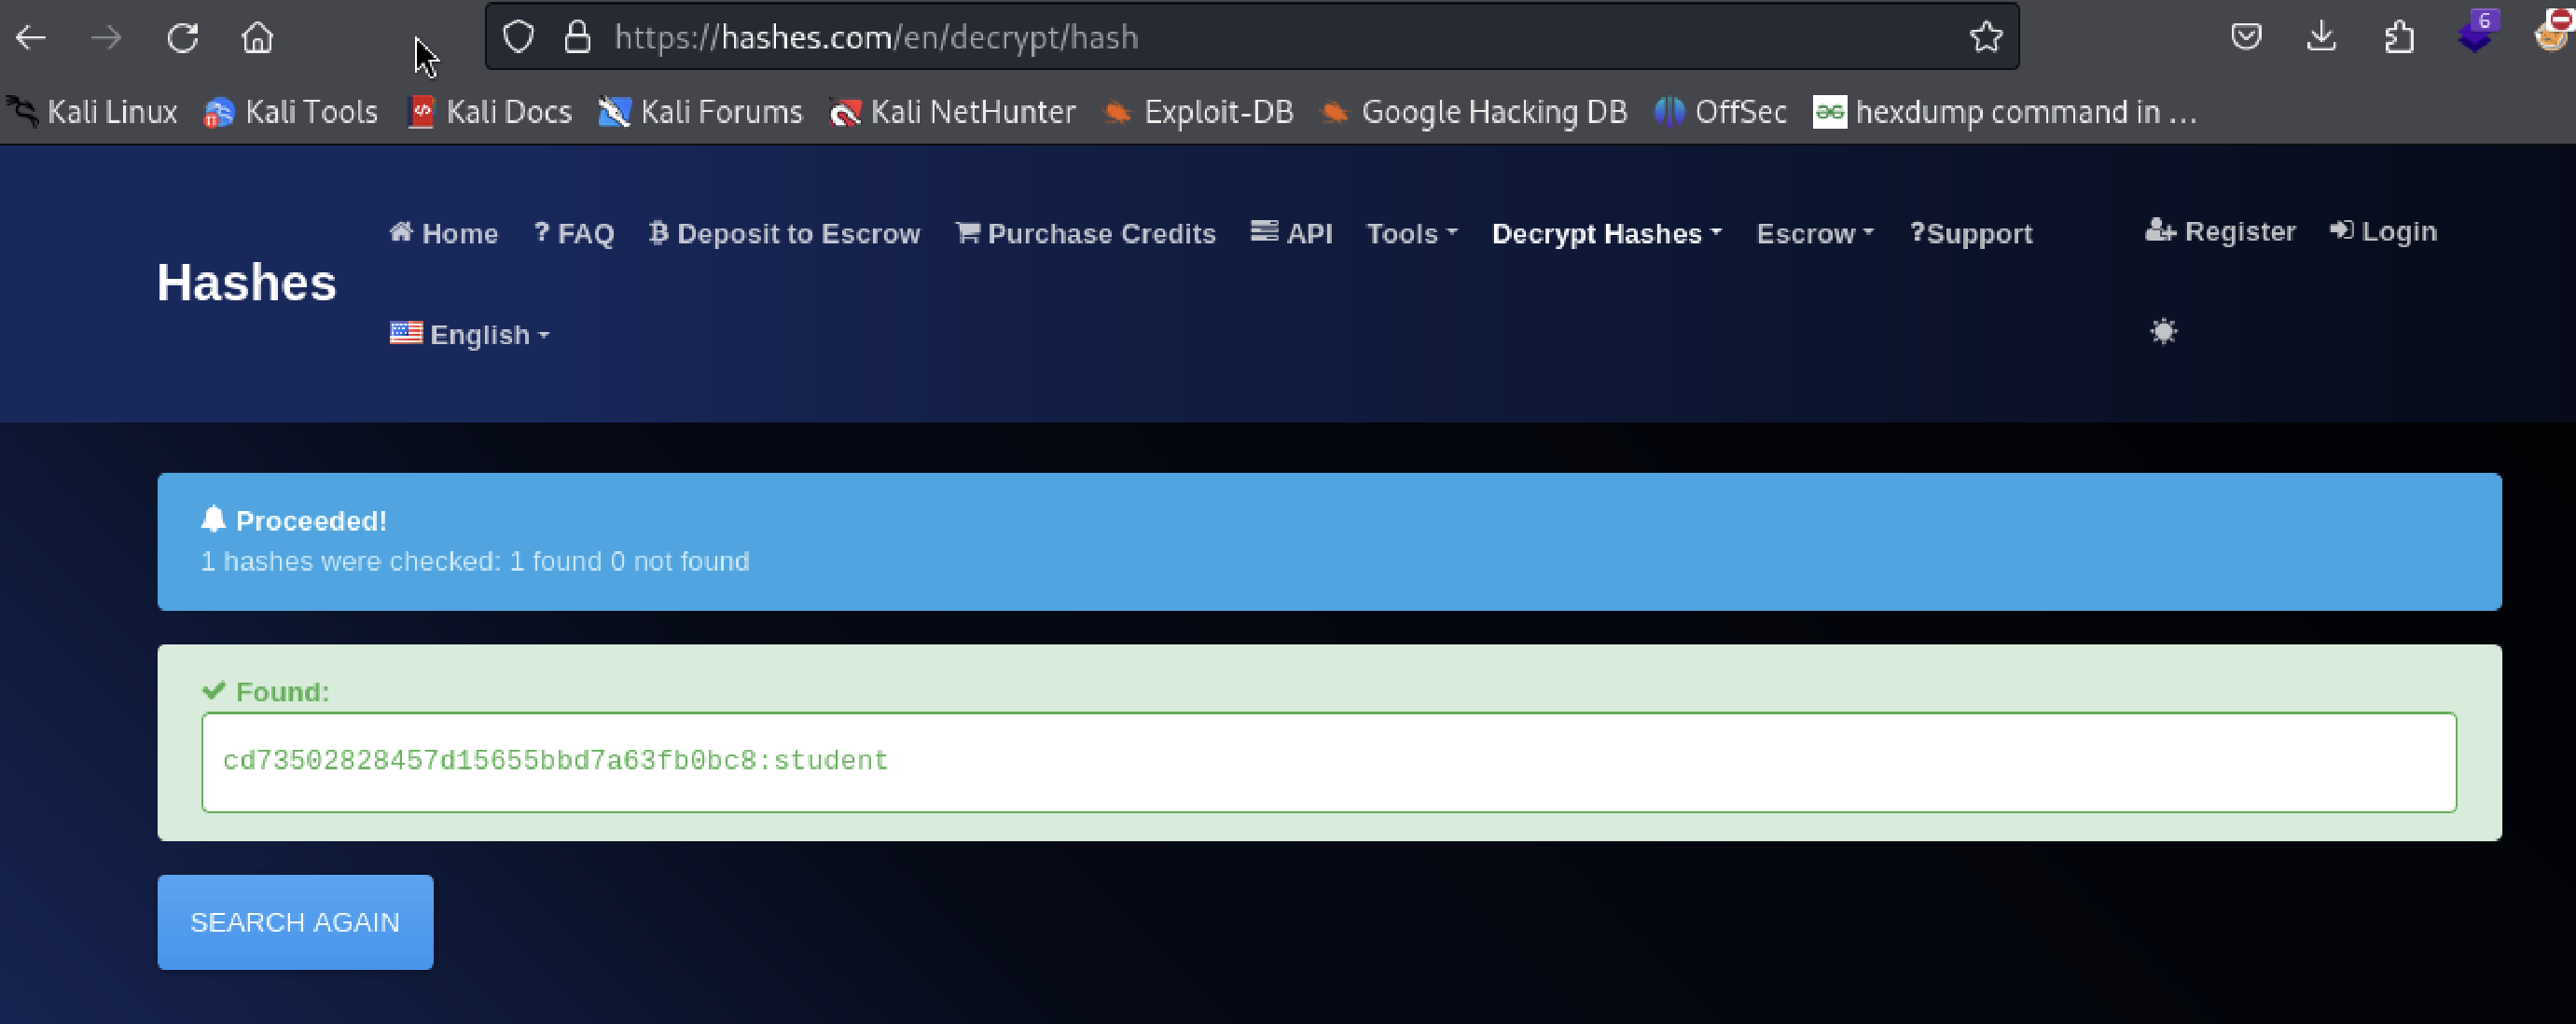 https://hashes.com/en/decrypt/hash
6
Kali Linux Kali Tools Kali Docs Kali Forums Kali NetHunter Exploit-DB Google Hacking DB OffSec hexdump command in ...
Home ? FAQ Deposit to Escrow Purchase Credits API Tools Decrypt Hashes Escrow ?Support Register Login
Hashes
English
Proceeded!
1 hashes were checked: 1 found 0 not found
Found:
cd73502828457d15655bbd7a63fb0bc8:student
SEARCH AGAIN